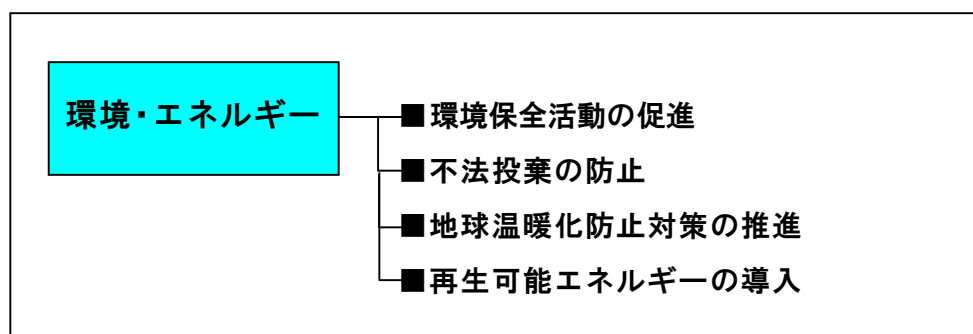 環境・エネルギー
■環境保全活動の促進
■不法投棄の防止
■地球温暖化防止対策の推進
■再生可能エネルギーの導入